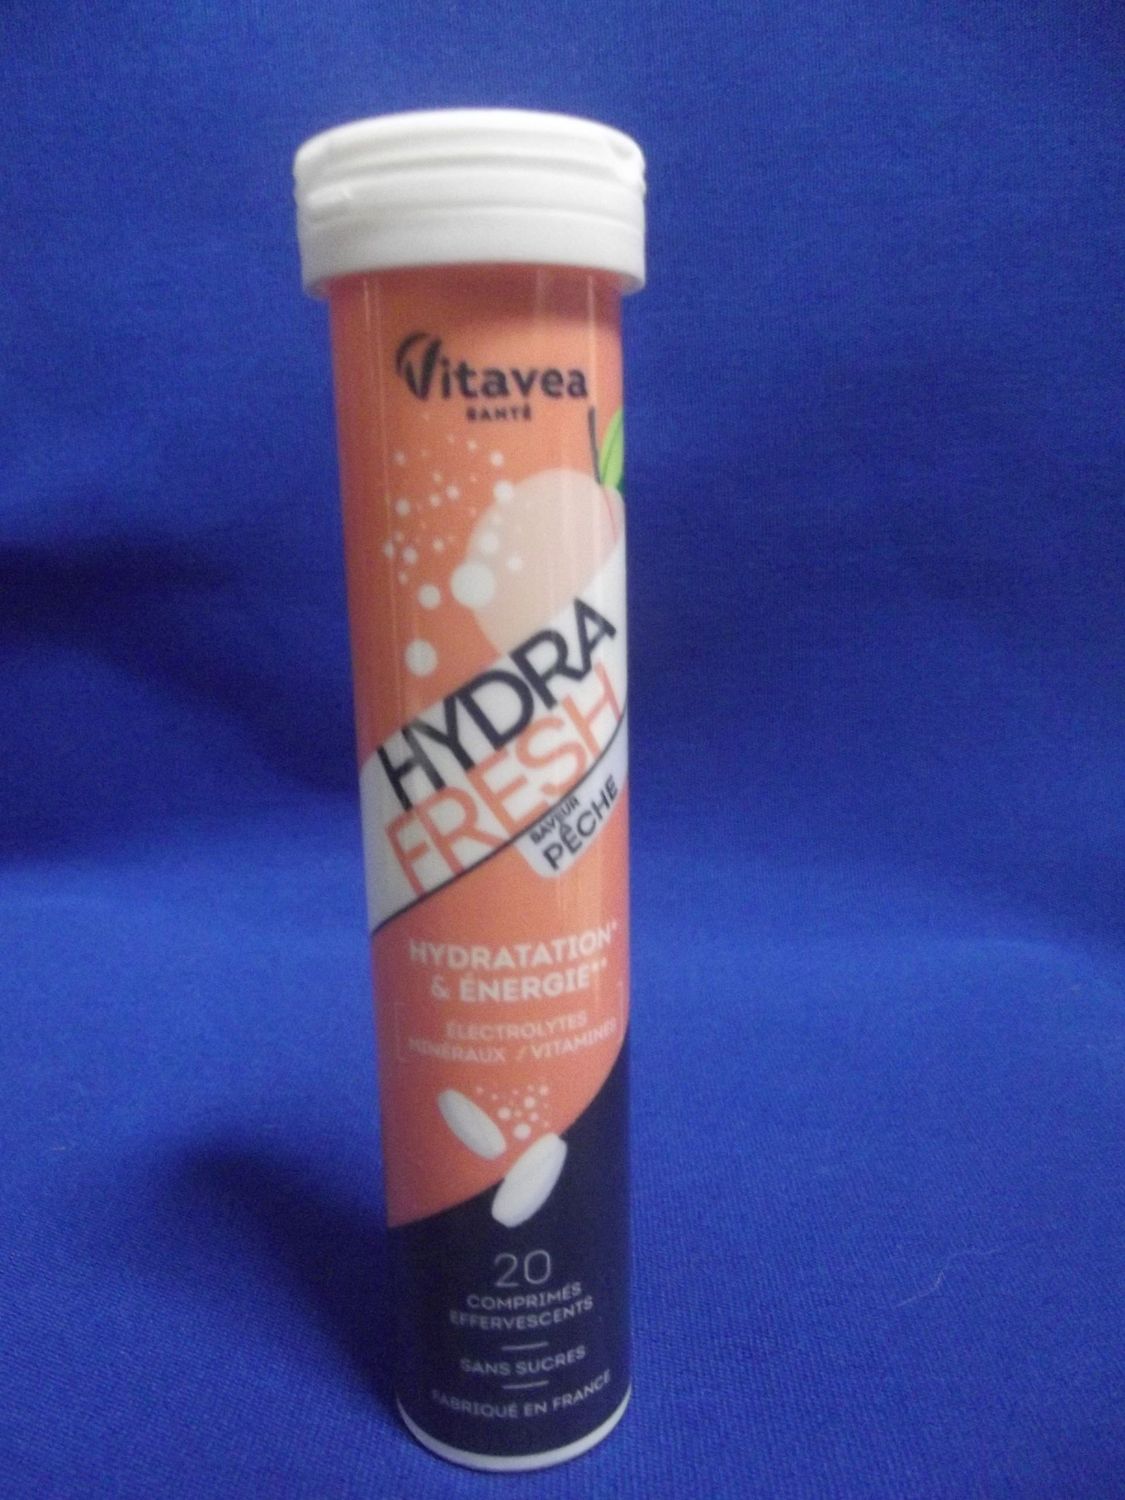 Vitavea
SANTÉ
HYDRA
FRESH
SAVEUR
PÊCHE
HYDRATATION*
& ÉNERGIE**
ÉLECTROLYTES
MINÉRAUX / VITAMINES
20
COMPRIMÉS
EFFERVESCENTS
SANS SUCRES
FABRIQUÉ EN FRANCE